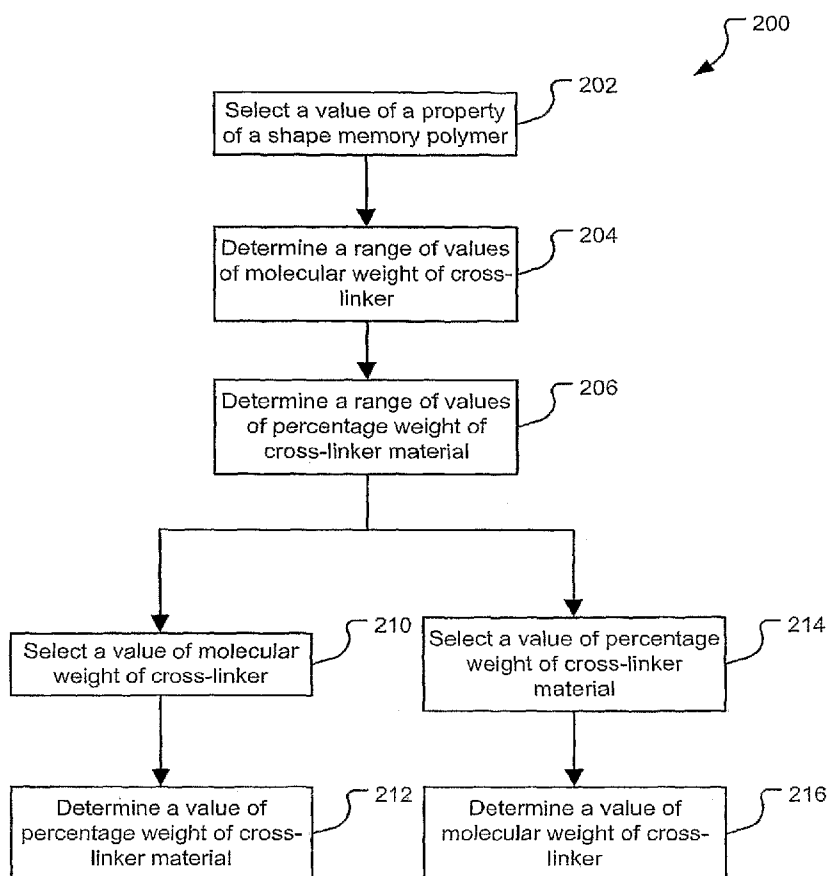 200
202
Select a value of a property
of a shape memory polymer
204
Determine a range of values
of molecular weight of cross-
linker
206
Determine a range of values
of percentage weight of
cross-linker material
210
Select a value of molecular
weight of cross-linker
214
Select a value of percentage
weight of cross-linker
material
212
Determine a value of
percentage weight of cross-
linker material
216
Determine a value of
molecular weight of cross-
linker